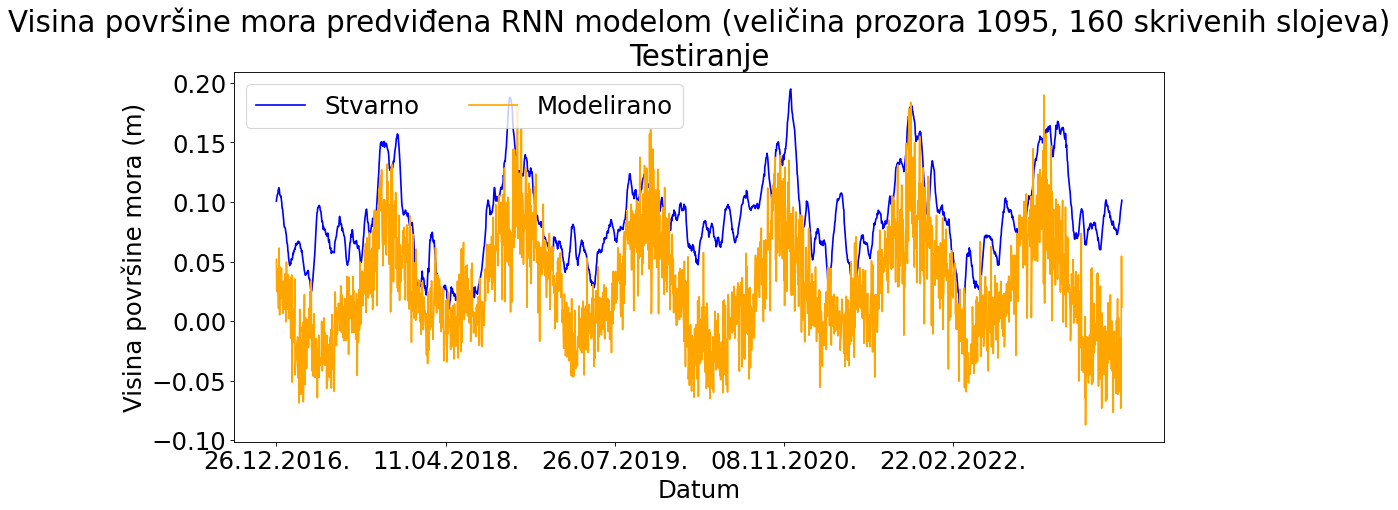 Visina površine mora predviđena RNN modelom (veličina prozora 1095, 160 skrivenih slojeva)
Testiranje
Stvarno
Modelirano
Visina površine mora (m)
0.20
0.15
0.10
0.05
0.00
−0.05
−0.10
26.12.2016.
11.04.2018.
26.07.2019.
08.11.2020.
22.02.2022.
Datum